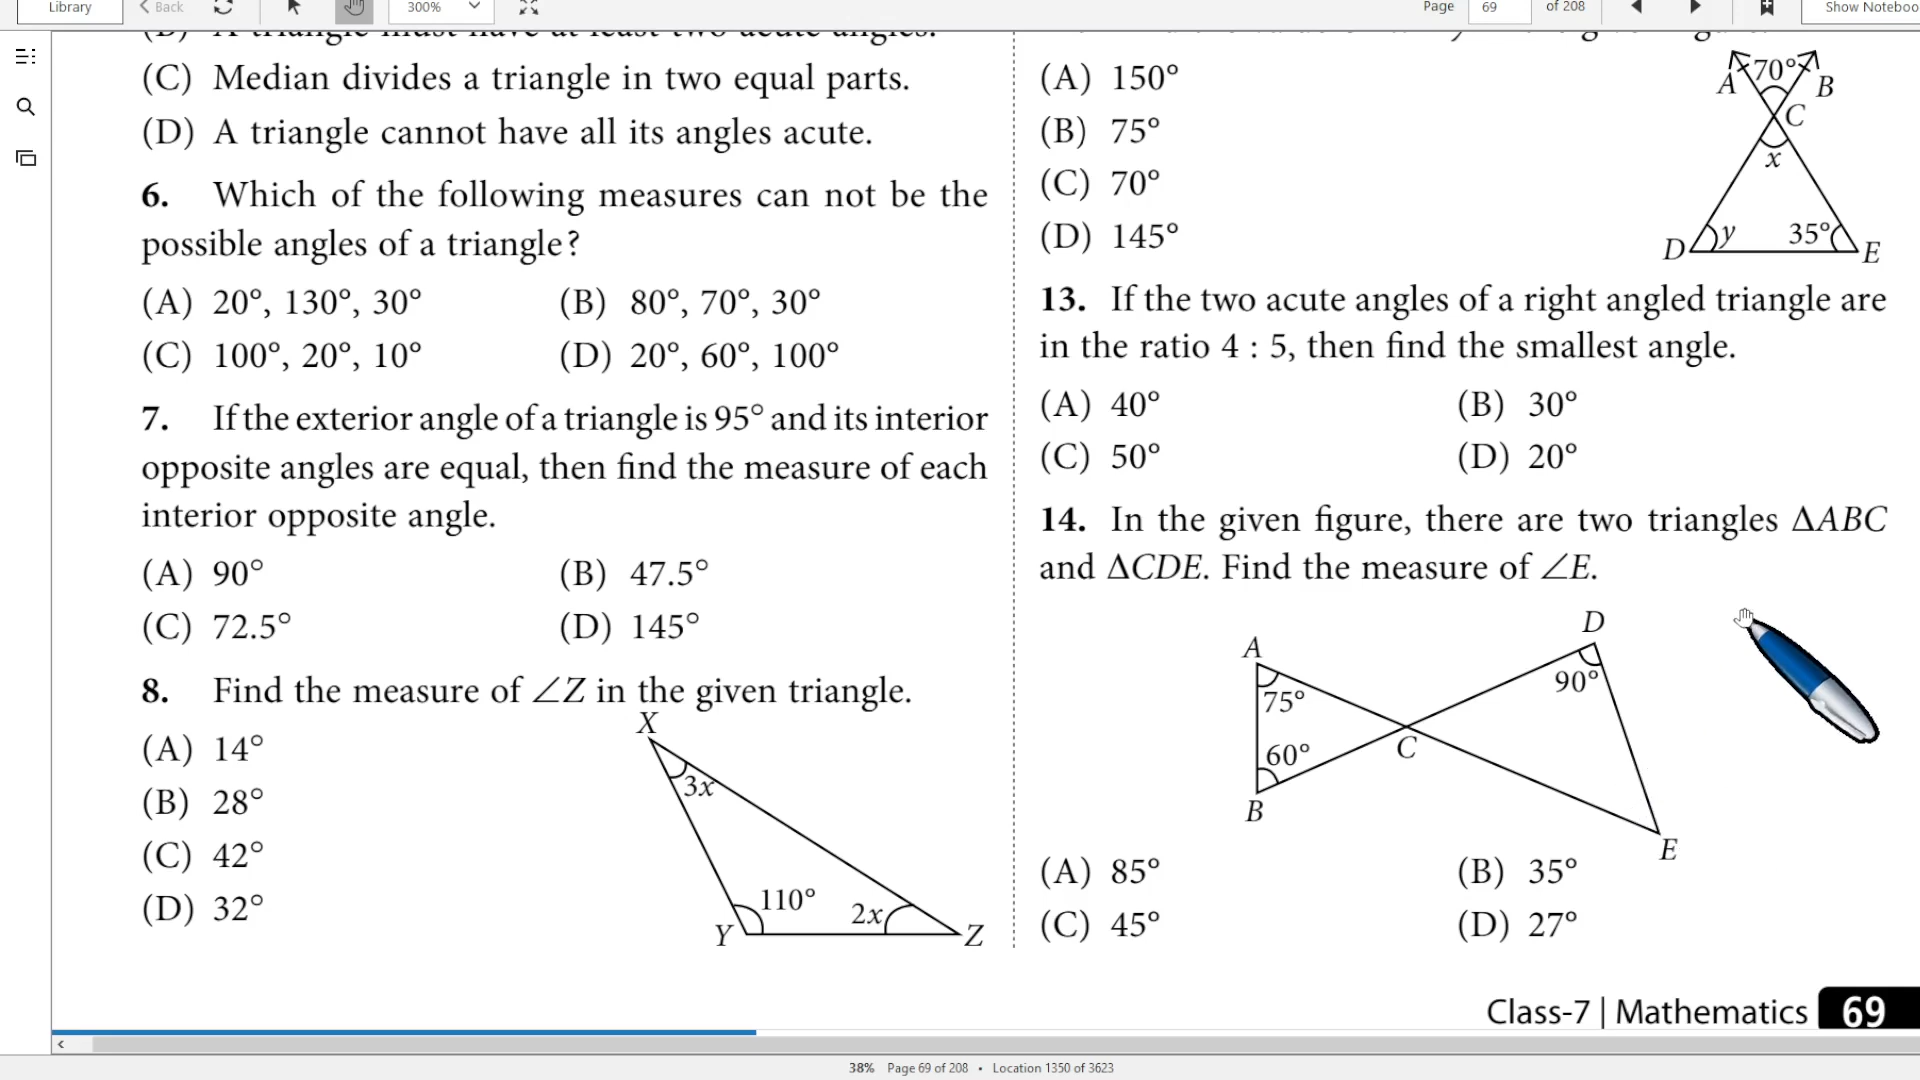 Library
Back
300%
Page 69 of 208
Show Noteboo
(C) Median divides a triangle in two equal parts.
(D) A triangle cannot have all its angles acute.
6. Which of the following measures can not be the
possible angles of a triangle?
(A) 20°, 130°, 30° (B) 80°, 70°, 30°
(C) 100°, 20°, 10° (D) 20°, 60°, 100°
7. If the exterior angle of a triangle is 95° and its interior
opposite angles are equal, then find the measure of each
interior opposite angle.
(A) 90° (B) 47.5°
(C) 72.5° (D) 145°
8. Find the measure of ∠Z in the given triangle.
(A) 14°
(B) 28°
(C) 42°
(D) 32°
X
3x
110°
2x
Y
Z
(A) 150°
(B) 75°
(C) 70°
(D) 145°
A
70°
B
C
x
D
y
35°
E
13. If the two acute angles of a right angled triangle are
in the ratio 4 : 5, then find the smallest angle.
(A) 40° (B) 30°
(C) 50° (D) 20°
14. In the given figure, there are two triangles ΔABC
and ΔCDE. Find the measure of ∠E.
D
A
90°
75°
C
60°
B
E
(A) 85° (B) 35°
(C) 45° (D) 27°
Class-7 | Mathematics 69
38% Page 69 of 208 • Location 1350 of 3623